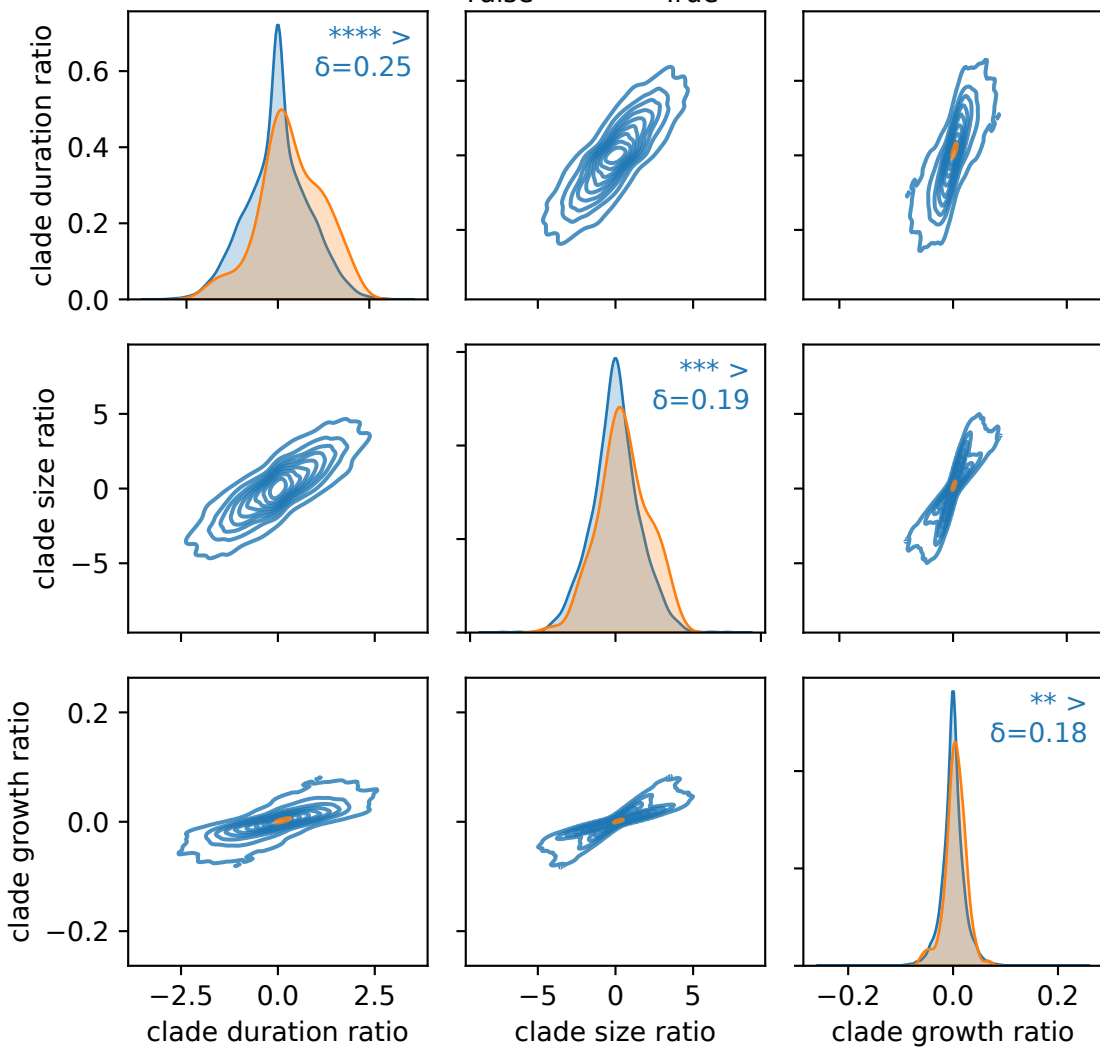 clade duration ratio
0.6
0.4
0.2
0.0
**** >
δ=0.25
clade size ratio
5
0
−5
*** >
δ=0.19
clade growth ratio
0.2
0.0
−0.2
** >
δ=0.18
−2.5 0.0 2.5
−5 0 5
−0.2 0.0 0.2
clade duration ratio
clade size ratio
clade growth ratio